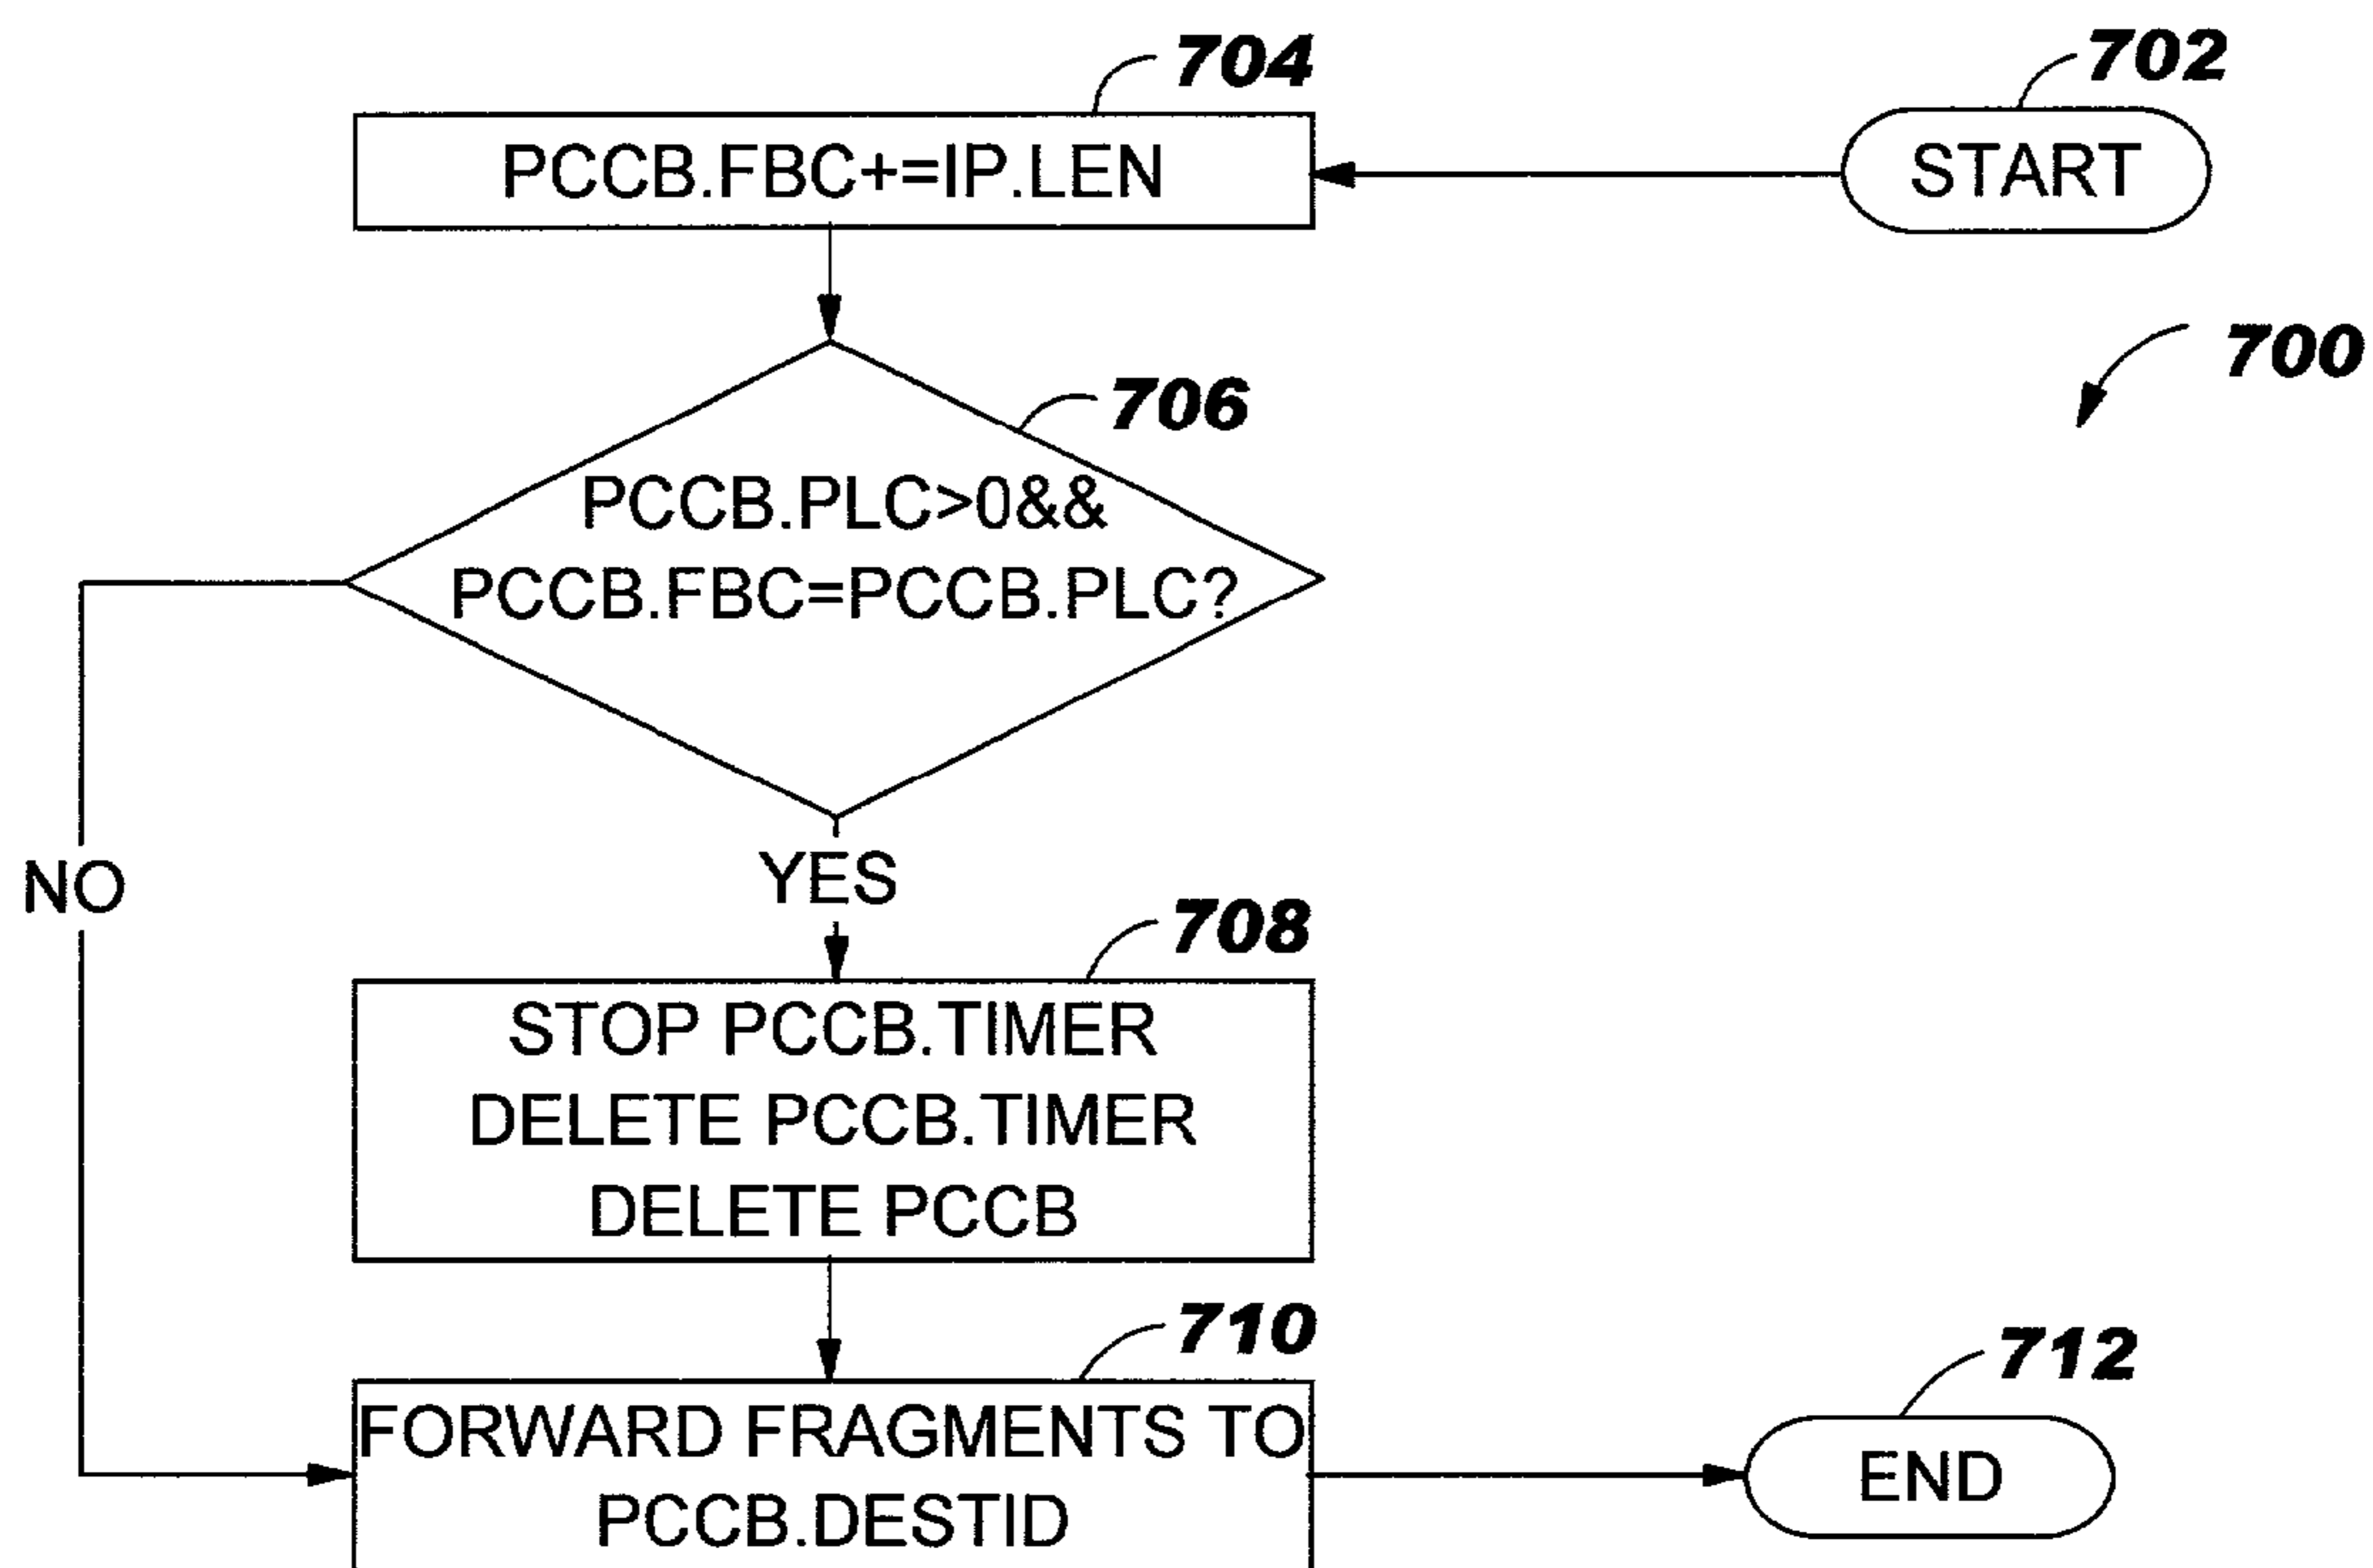 704
702
PCCB.FBC+=IP.LEN
START
700
706
PCCB.PLC>0&&
PCCB.FBC=PCCB.PLC?
NO
YES
708
STOP PCCB.TIMER
DELETE PCCB.TIMER
DELETE PCCB
710
712
FORWARD FRAGMENTS TO
PCCB.DESTID
END